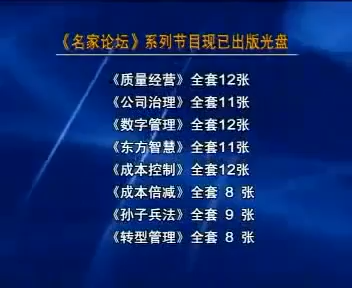 《名家论坛》系列节目现已出版光盘
《质量经营》全套12张
《公司治理》全套11张
《数字管理》全套12张
《东方智慧》全套11张
《成本控制》全套12张
《成本倍减》全套 8 张
《孙子兵法》全套 9 张
《转型管理》全套 8 张